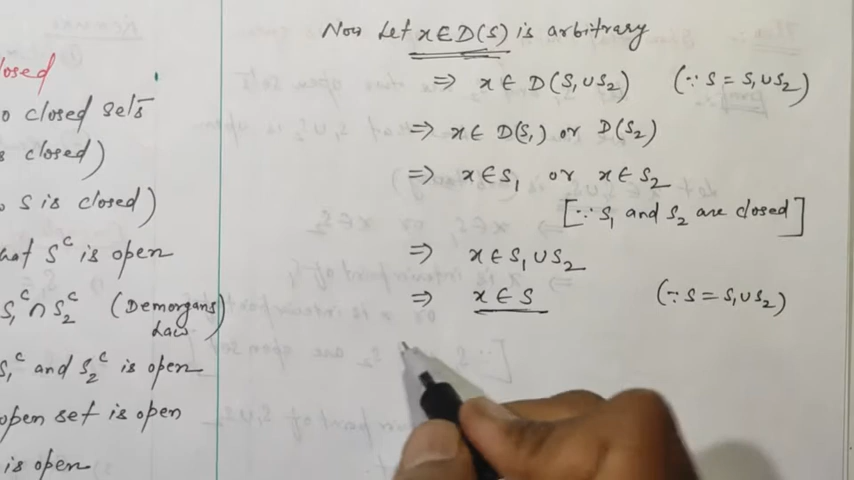 losed
o closed sets
s closed)
o S is closed)
hat S^c is open
S₁^c ∩ S₂^c (Demorgans
Law)
S₁^c and S₂^c is open
open set is open
is open
Now Let x∈D(S) is arbitrary
⇒ x ∈ D(S₁∪S₂) (∵ S = S₁∪S₂)
⇒ x ∈ D(S₁) or D(S₂)
⇒ x∈S₁ or x∈S₂
[∵ S₁ and S₂ are closed]
⇒ x ∈ S₁∪S₂
⇒ x∈S (∵ S = S₁∪S₂)